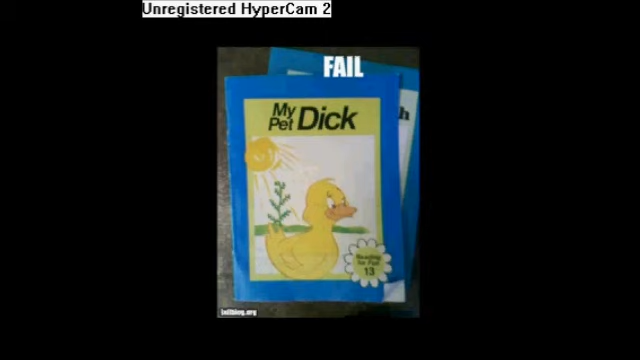 Unregistered HyperCam 2
FAIL
My
Pet Dick
h
Reading
for Fun
13
failblog.org